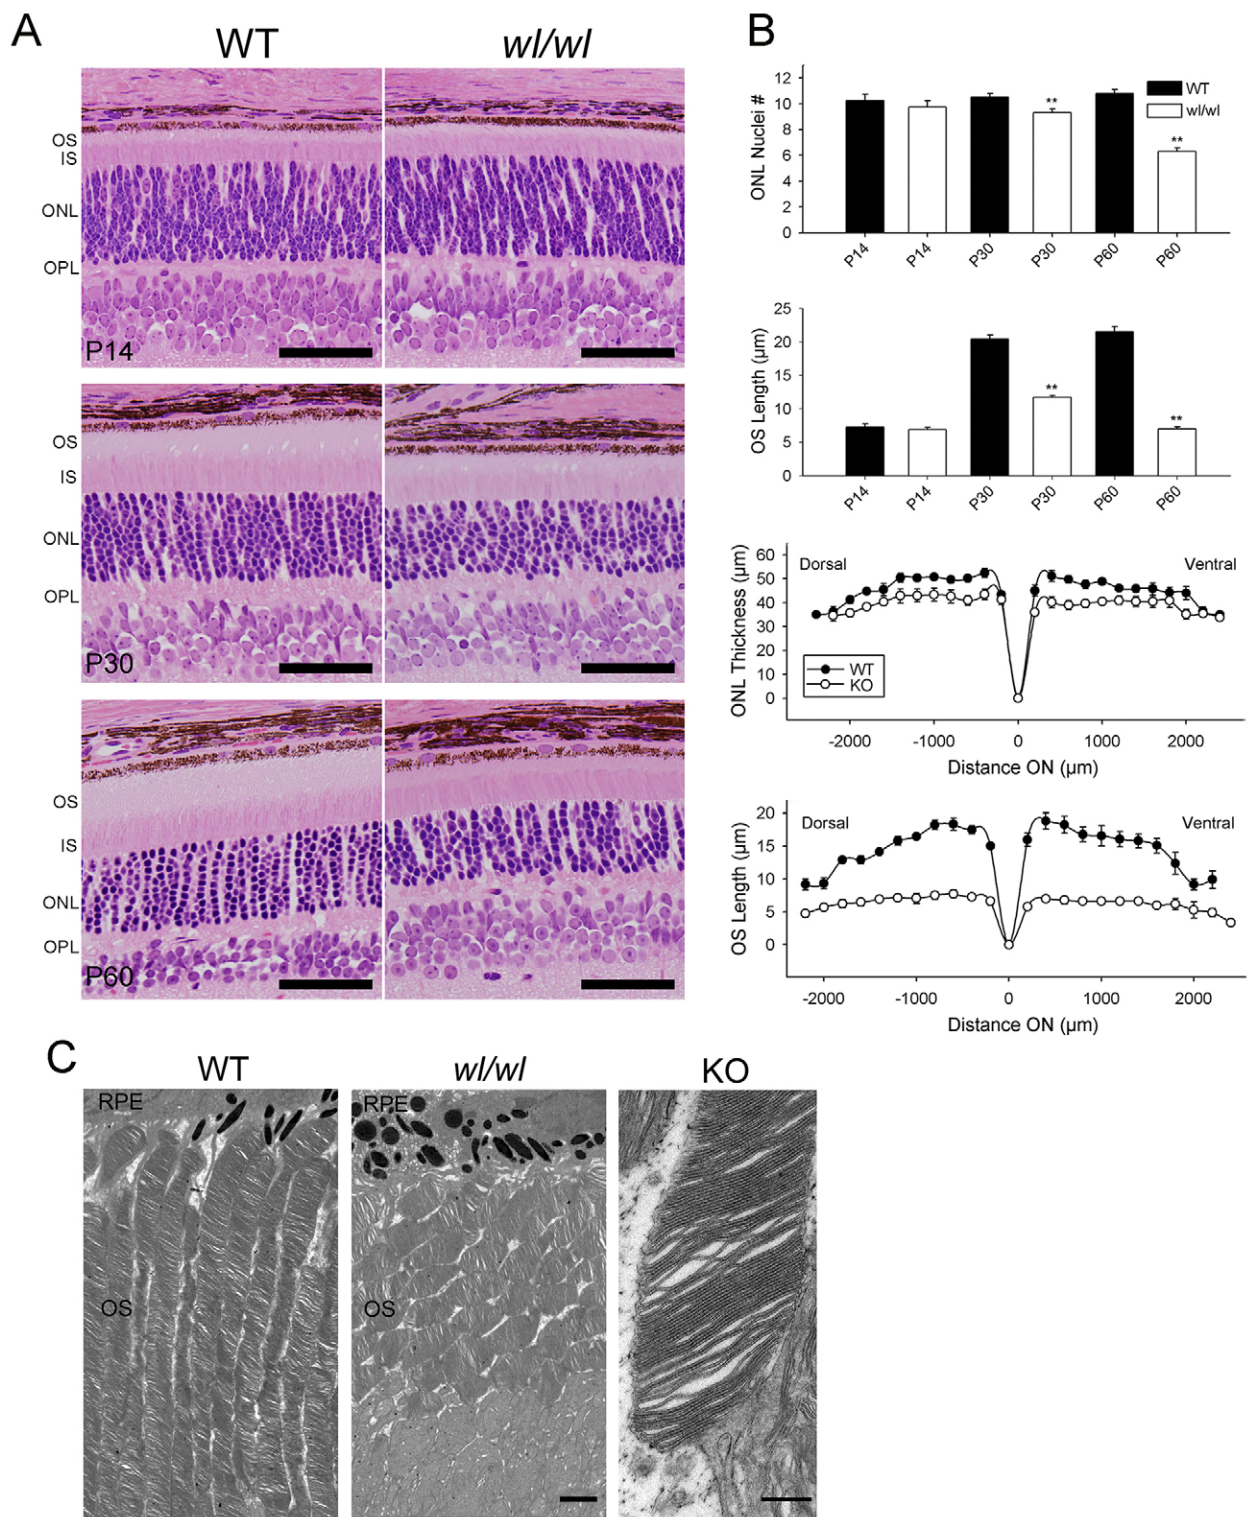 A
WT
wl/wl
OS
IS
ONL
OPL
P14
OS
IS
ONL
OPL
P30
OS
IS
ONL
OPL
P60
B
ONL Nuclei #
12
10
8
6
4
2
0
**
**
WT
wl/wl
P14
P14
P30
P30
P60
P60
OS Length (µm)
25
20
15
10
5
0
**
**
P14
P14
P30
P30
P60
P60
ONL Thickness (µm)
60
50
40
30
20
10
0
Dorsal
Ventral
WT
KO
-2000
-1000
0
1000
2000
Distance ON (µm)
OS Length (µm)
20
15
10
5
0
Dorsal
Ventral
-2000
-1000
0
1000
2000
Distance ON (µm)
C
WT
wl/wl
KO
RPE
OS
RPE
OS